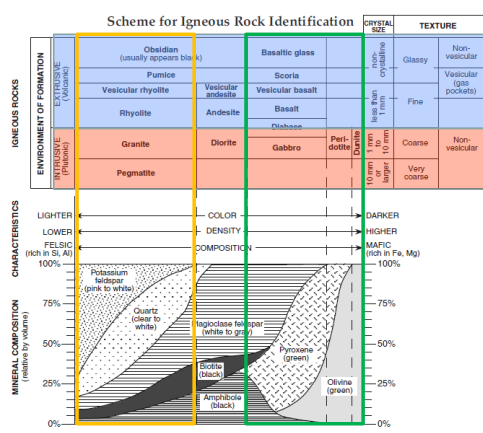 Scheme for Igneous Rock Identification
CRYSTAL SIZE
TEXTURE
IGNEOUS ROCKS
ENVIRONMENT OF FORMATION
EXTRUSIVE (Volcanic)
Obsidian (usually appears black)
Basaltic glass
non-crystalline
Glassy
Non-vesicular
Pumice
Scoria
Vesicular (gas pockets)
Vesicular rhyolite
Vesicular andesite
Vesicular basalt
less than 1 mm
Fine
Rhyolite
Andesite
Basalt
Diabase
INTRUSIVE (Plutonic)
Granite
Diorite
Gabbro
Peri-dotite
Dunite
1 mm to 10 mm
Coarse
Non-vesicular
Pegmatite
10 mm or larger
Very coarse
CHARACTERISTICS
LIGHTER
COLOR
DARKER
LOWER
DENSITY
HIGHER
FELSIC (rich in Si, Al)
COMPOSITION
MAFIC (rich in Fe, Mg)
MINERAL COMPOSITION (relative by volume)
100%
75%
50%
25%
0%
Potassium feldspar (pink to white)
Quartz (clear to white)
Plagioclase feldspar (white to gray)
Biotite (black)
Amphibole (black)
Pyroxene (green)
Olivine (green)
100%
75%
50%
25%
0%